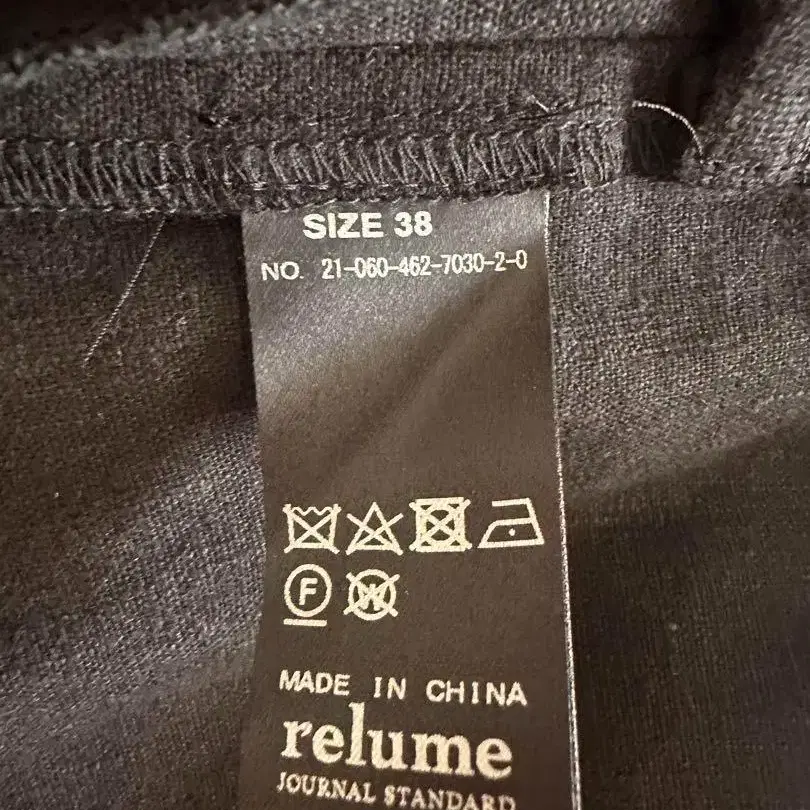 SIZE 38
NO. 21-060-462-7030-2-0
F W
MADE IN CHINA
relume
JOURNAL STANDARD